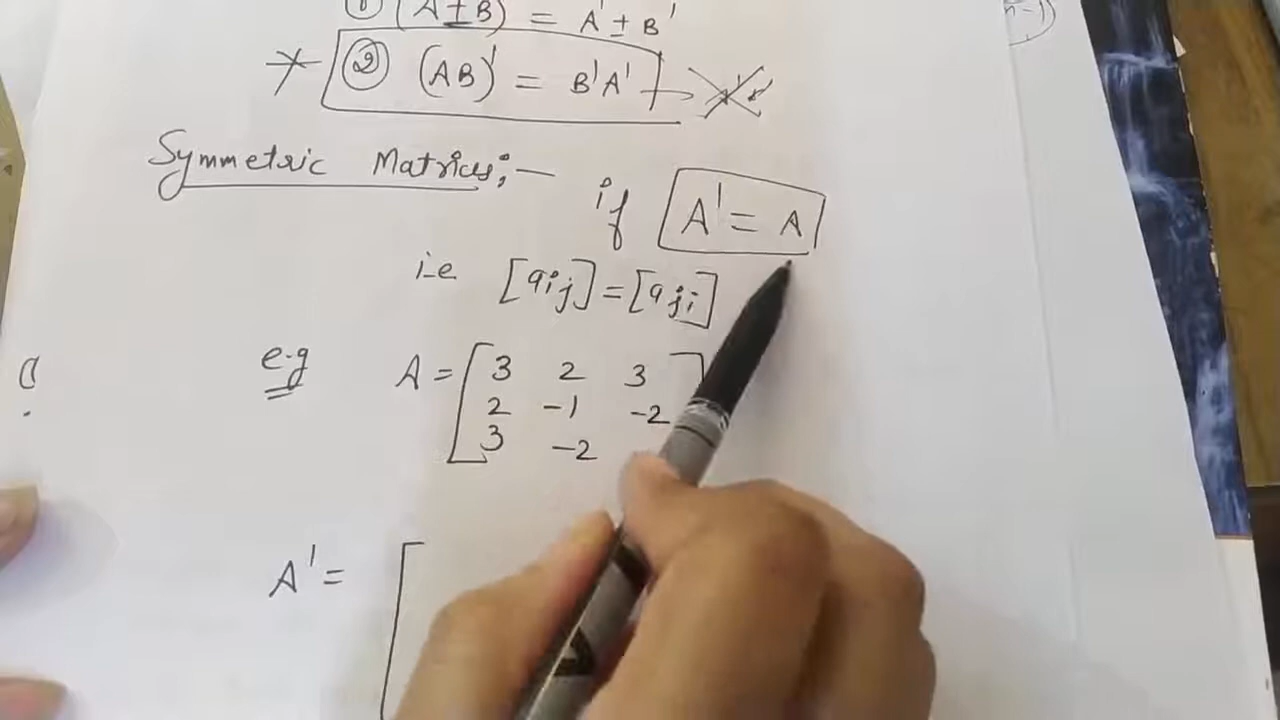 ① (A ± B) = A' ± B'
② (AB)' = B'A'
Symmetric Matrices:—
if A' = A
i.e [aij] = [aji]
e.g A = [3 2 3
2 -1 -2
3 -2
A' = [